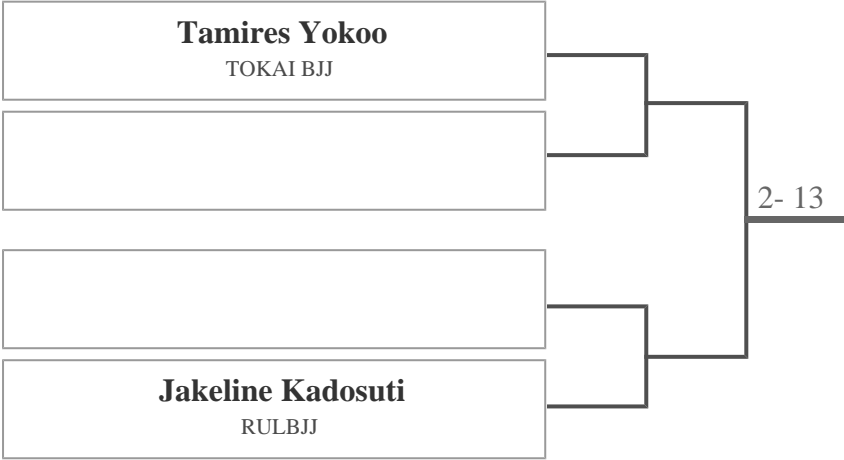 Tamires Yokoo
TOKAI BJJ
2- 13
Jakeline Kadosuti
RULBJJ